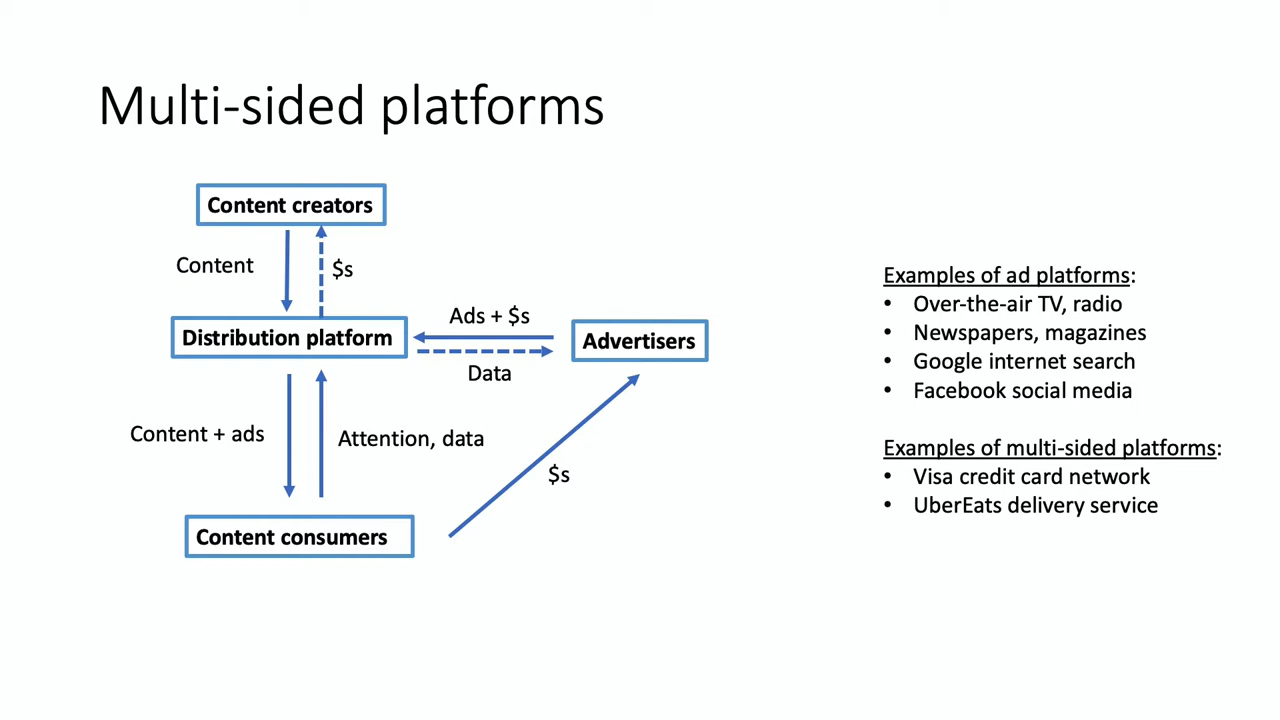 Multi-sided platforms
Content creators
Content
$s
Distribution platform
Ads + $s
Data
Advertisers
Content + ads
Attention, data
$s
Content consumers
Examples of ad platforms:
• Over-the-air TV, radio
• Newspapers, magazines
• Google internet search
• Facebook social media
Examples of multi-sided platforms:
• Visa credit card network
• UberEats delivery service